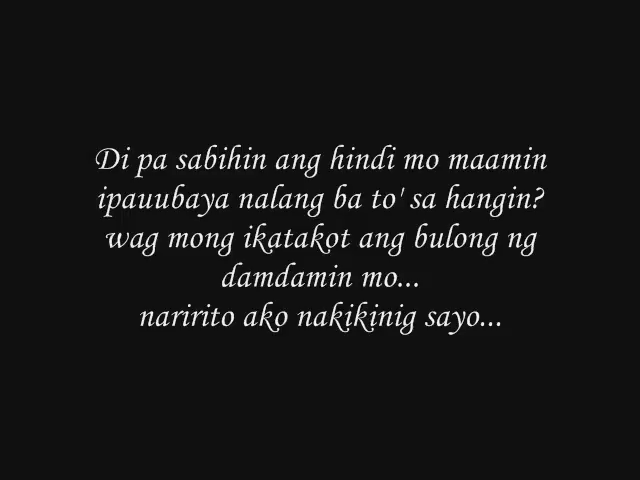 Di pa sabihin ang hindi mo maamin
ipauubaya nalang ba to' sa hangin?
wag mong ikatakot ang bulong ng
damdamin mo...
naririto ako nakikinig sayo...